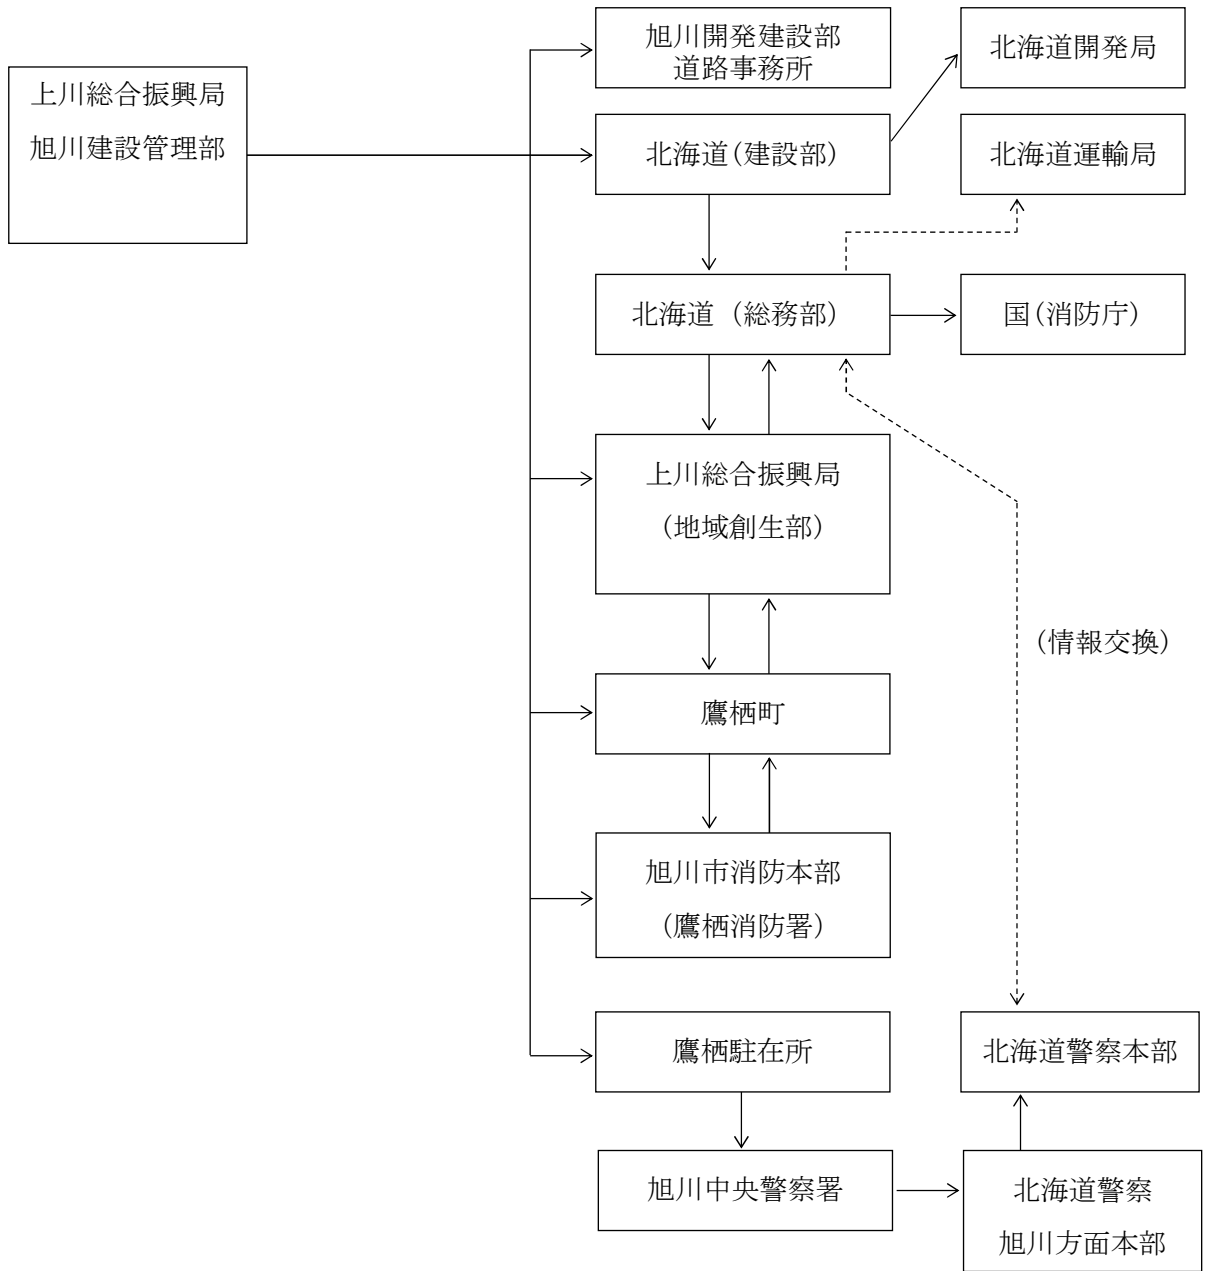 上川総合振興局
旭川建設管理部
旭川開発建設部
道路事務所
北海道開発局
北海道(建設部)
北海道運輸局
北海道（総務部）
国(消防庁)
上川総合振興局
(地域創生部)
(情報交換)
鷹栖町
旭川市消防本部
(鷹栖消防署)
鷹栖駐在所
北海道警察本部
旭川中央警察署
北海道警察
旭川方面本部